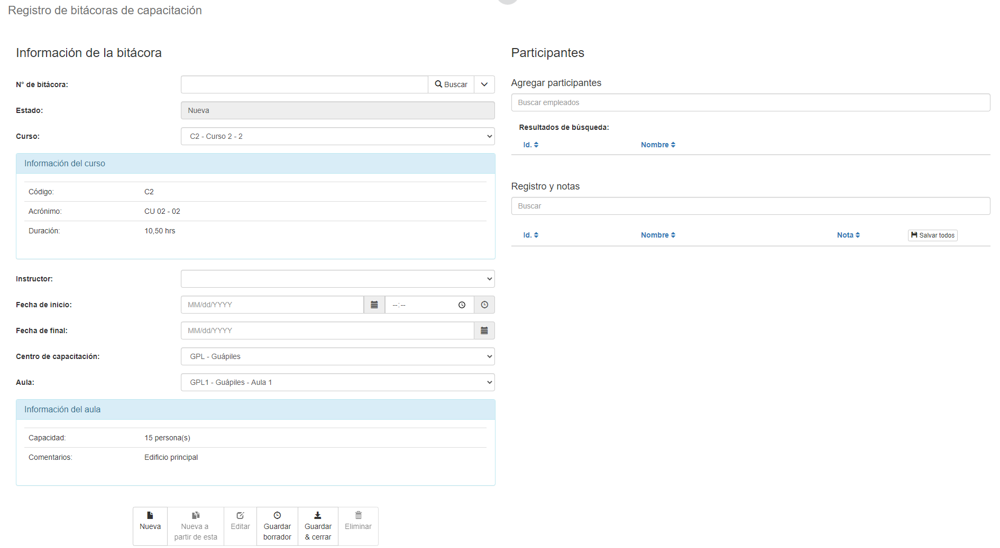 Registro de bitácoras de capacitación
Información de la bitácora
N° de bitácora:
Buscar
Estado:
Nueva
Curso:
C2 - Curso 2 - 2
Información del curso
Código:
C2
Acrónimo:
CU 02 - 02
Duración:
10,50 hrs
Instructor:
Fecha de inicio:
MM/dd/YYYY
--:--
Fecha de final:
MM/dd/YYYY
Centro de capacitación:
GPL - Guápiles
Aula:
GPL1 - Guápiles - Aula 1
Información del aula
Capacidad:
15 persona(s)
Comentarios:
Edificio principal
Nueva
Nueva a
partir de esta
Editar
Guardar
borrador
Guardar
& cerrar
Eliminar
Participantes
Agregar participantes
Buscar empleados
Resultados de búsqueda:
Id.
Nombre
Registro y notas
Buscar
Id.
Nombre
Nota
Salvar todos